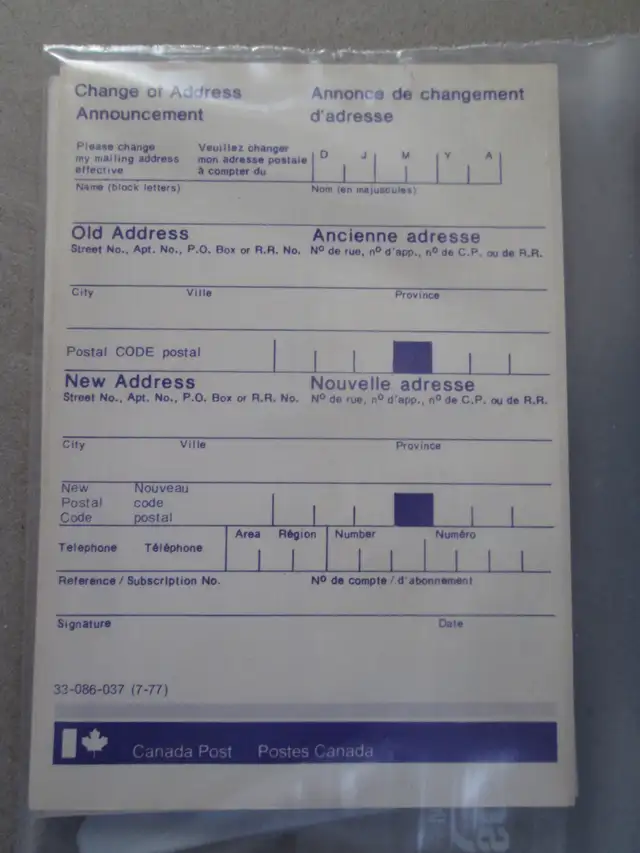 Change of Address Annonce de changement
Announcement d'adresse
Please change Veuillez changer D J M Y A
my mailing address mon adresse postale
effective à compter du
Name (block letters) Nom (en majuscules)
Old Address Ancienne adresse
Street No., Apt. No., P.O. Box or R.R. No. Nº de rue, nº d'app., nº de C.P. ou de R.R.
City Ville Province
Postal CODE postal
New Address Nouvelle adresse
Street No., Apt. No., P.O. Box or R.R. No. Nº de rue, nº d'app., nº de C.P. ou de R.R.
City Ville Province
New Nouveau
Postal code
Code postal
Area Région Number Numéro
Telephone Téléphone
Reference / Subscription No. Nº de compte / d'abonnement
Signature Date
33-086-037 (7-77)
Canada Post Postes Canada